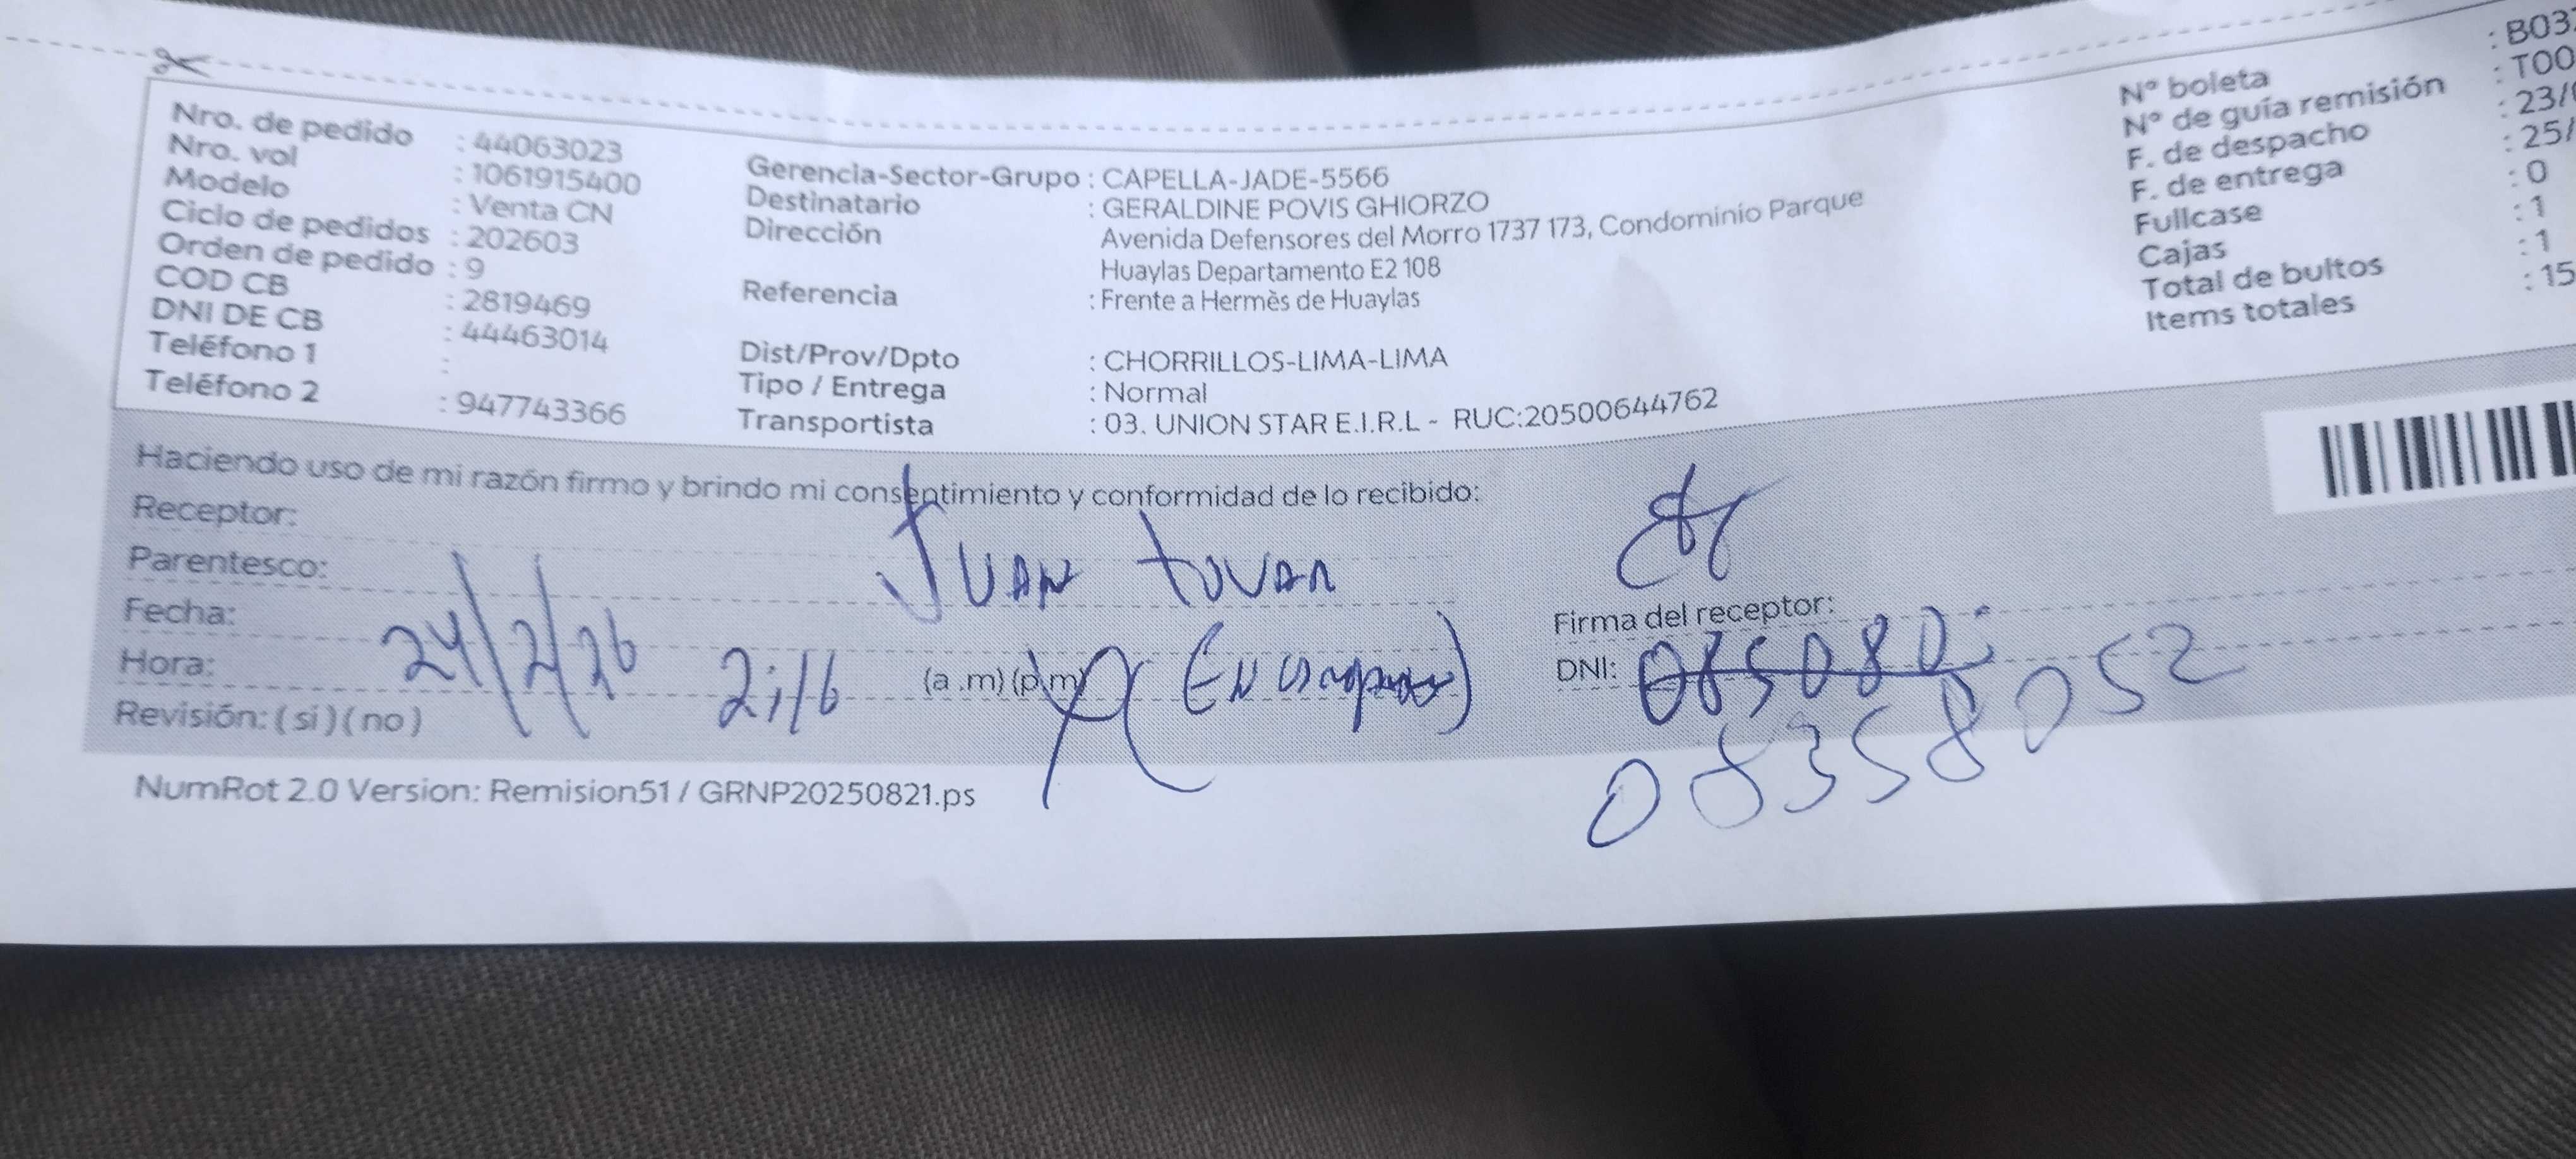 Nro. de pedido : 44063023
Nro. vol : 1061915400
Modelo : Venta CN
Ciclo de pedidos : 202603
Orden de pedido : 9
COD CB : 2819469
DNI DE CB : 44463014
Teléfono 1 :
Teléfono 2 : 947743366
Gerencia-Sector-Grupo : CAPELLA-JADE-5566
Destinatario : GERALDINE POVIS GHIORZO
Dirección Avenida Defensores del Morro 1737 173, Condominio Parque
Huaylas Departamento E2 108
Referencia : Frente a Hermès de Huaylas
Dist/Prov/Dpto : CHORRILLOS-LIMA-LIMA
Tipo / Entrega : Normal
Transportista : 03. UNION STAR E.I.R.L - RUC:20500644762
N° boleta : B03
N° de guía remisión : T00
F. de despacho : 23/
F. de entrega : 25/
Fullcase : 0
Cajas : 1
Total de bultos : 1
Items totales : 15
Haciendo uso de mi razón firmo y brindo mi consentimiento y conformidad de lo recibido:
Receptor:
Parentesco: Juan tovar
Fecha: 24/2/26
Hora: 2:16 (a .m) (p.m)
Revisión: ( si ) ( no )
Firma del receptor:
DNI: 085080
08358052
NumRot 2.0 Version: Remision51 / GRNP20250821.ps